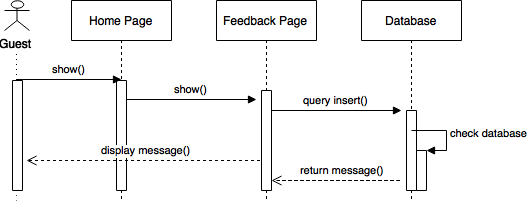 Home Page
Feedback Page
Database
Guest
show()
show()
query insert()
check database
display message()
return message()